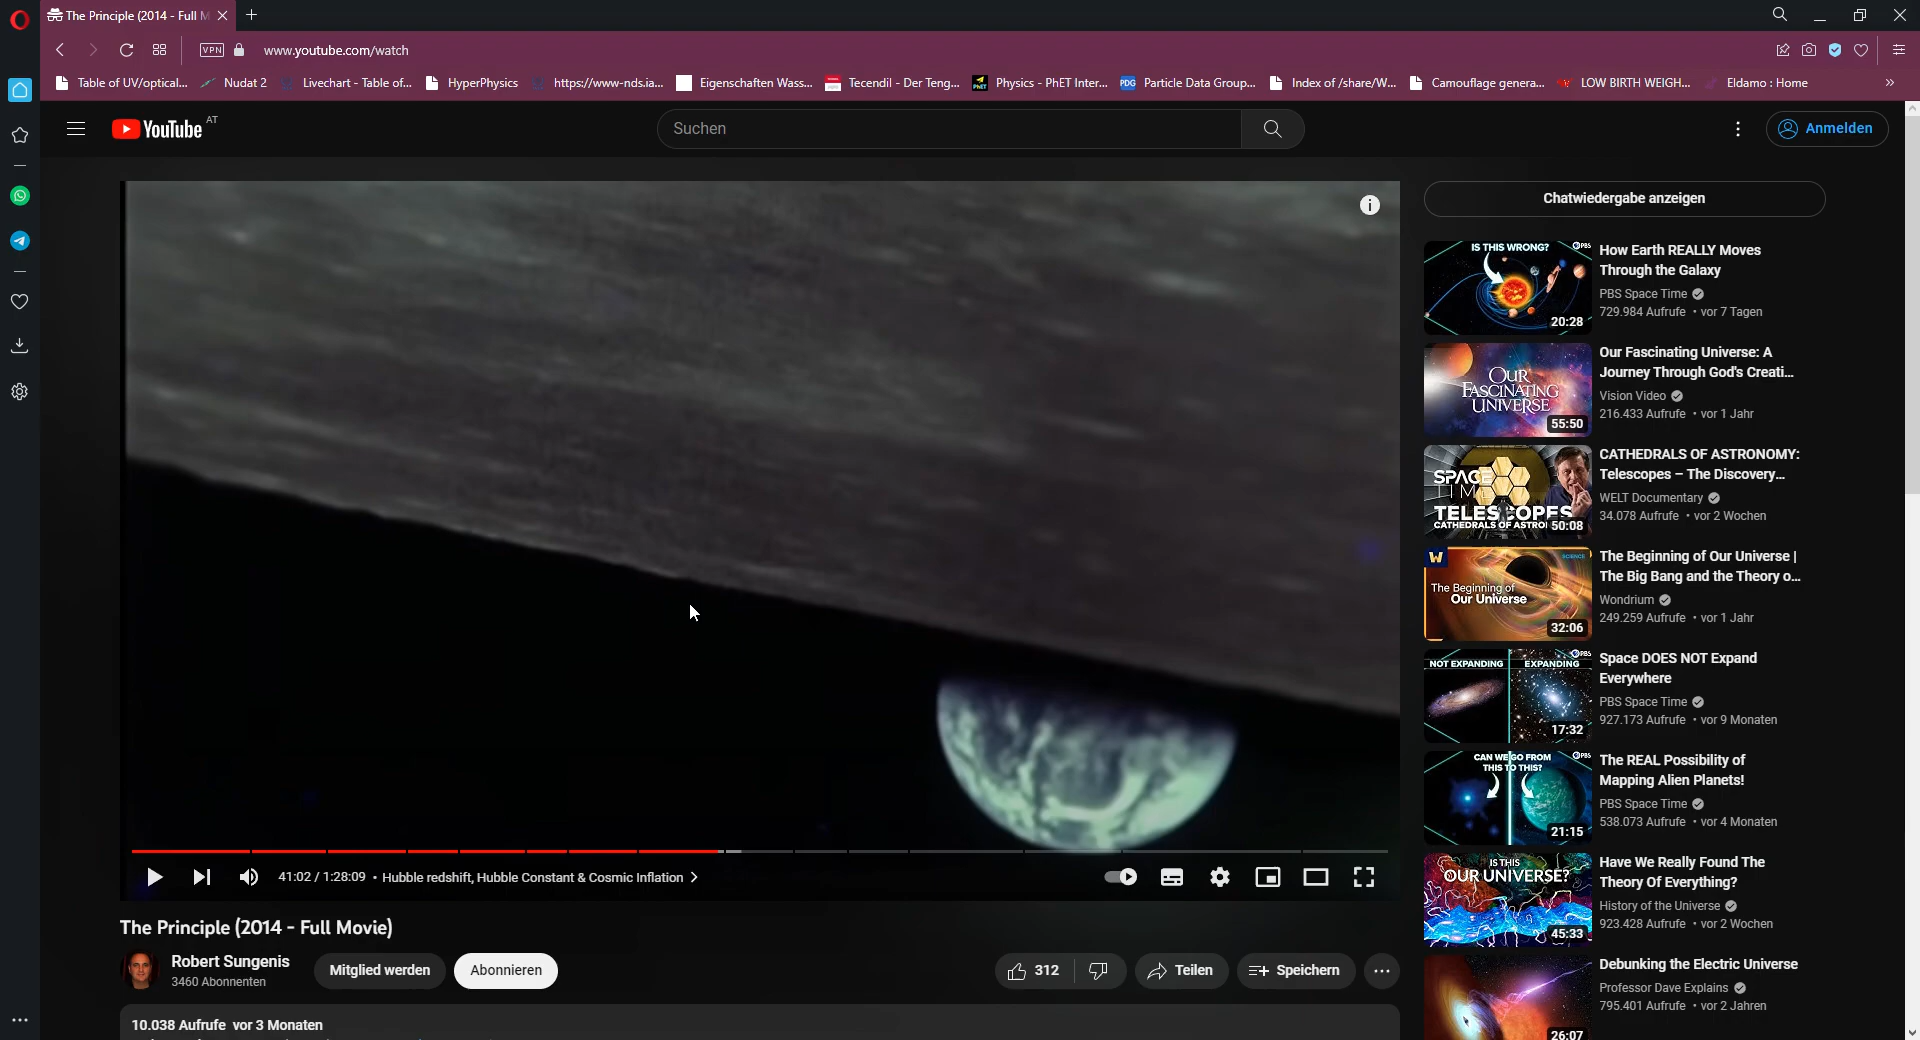 The Principle (2014 - Full M
VPN www.youtube.com/watch
Table of UV/optical... Nudat 2 Livechart - Table of... HyperPhysics https://www-nds.ia... Eigenschaften Wass... Tecendil - Der Teng... Physics - PhET Inter... Particle Data Group... Index of /share/W... Camouflage genera... LOW BIRTH WEIGH... Eldamo : Home »
YouTube AT
Suchen
Anmelden
Chatwiedergabe anzeigen
IS THIS WRONG?
PBS
20:28
How Earth REALLY Moves
Through the Galaxy
PBS Space Time
729.984 Aufrufe • vor 7 Tagen
OUR
FASCINATING
UNIVERSE
55:50
Our Fascinating Universe: A
Journey Through God's Creati...
Vision Video
216.433 Aufrufe • vor 1 Jahr
SPACE
TIME
TELESCOPES
CATHEDRALS OF ASTRO
50:08
CATHEDRALS OF ASTRONOMY:
Telescopes – The Discovery...
WELT Documentary
34.078 Aufrufe • vor 2 Wochen
W
SCIENCE
The Beginning of
Our Universe
32:06
The Beginning of Our Universe |
The Big Bang and the Theory o...
Wondrium
249.259 Aufrufe • vor 1 Jahr
PBS
NOT EXPANDING EXPANDING
17:32
Space DOES NOT Expand
Everywhere
PBS Space Time
927.173 Aufrufe • vor 9 Monaten
PBS
CAN WE GO FROM
THIS TO THIS?
21:15
The REAL Possibility of
Mapping Alien Planets!
PBS Space Time
538.073 Aufrufe • vor 4 Monaten
IS THIS
OUR UNIVERSE?
45:33
Have We Really Found The
Theory Of Everything?
History of the Universe
923.428 Aufrufe • vor 2 Wochen
26:07
Debunking the Electric Universe
Professor Dave Explains
795.401 Aufrufe • vor 2 Jahren
41:02 / 1:28:09 • Hubble redshift, Hubble Constant & Cosmic Inflation
The Principle (2014 - Full Movie)
Robert Sungenis
3460 Abonnenten
Mitglied werden
Abonnieren
312
Teilen
Speichern
10.038 Aufrufe vor 3 Monaten